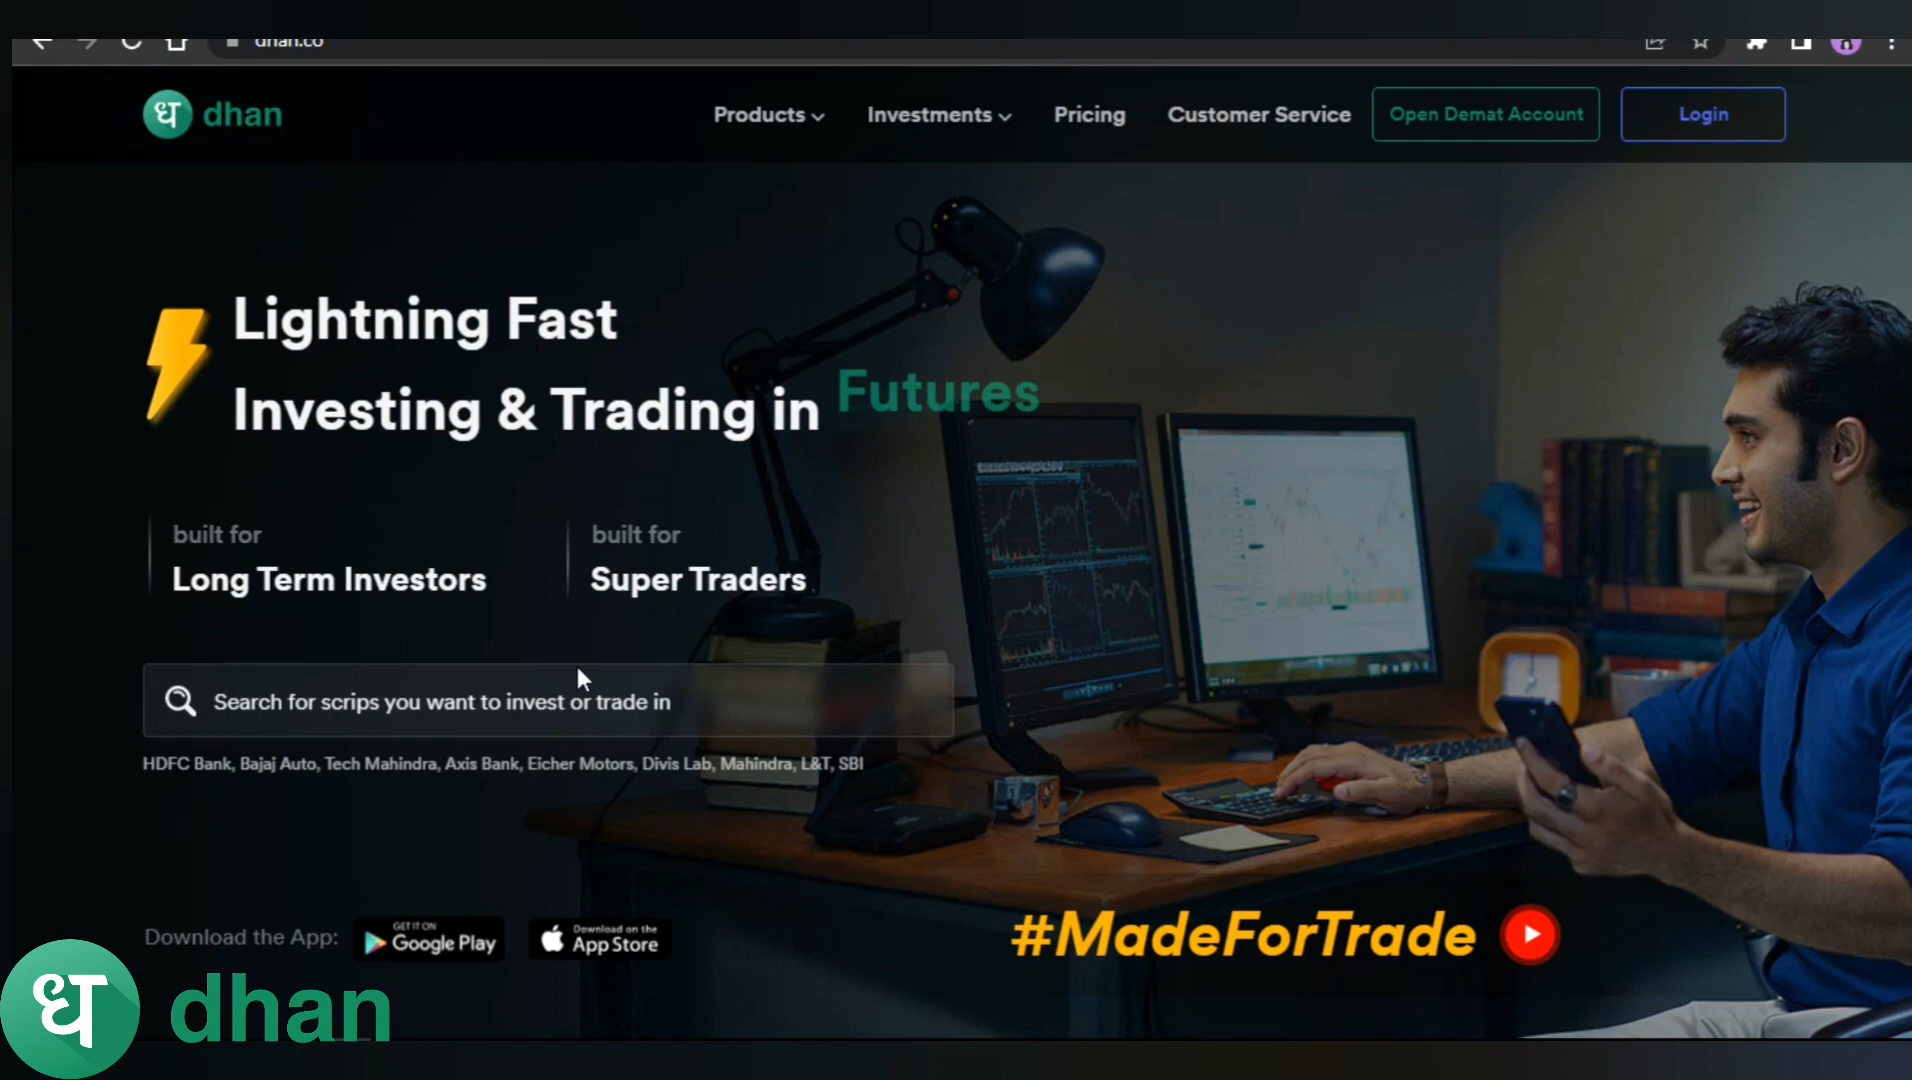 dhan.co
ध dhan
Products
Investments
Pricing
Customer Service
Open Demat Account
Login
Lightning Fast
Investing & Trading in Futures
built for
Long Term Investors
built for
Super Traders
Search for scrips you want to invest or trade in
HDFC Bank, Bajaj Auto, Tech Mahindra, Axis Bank, Eicher Motors, Divis Lab, Mahindra, L&T, SBI
#MadeForTrade
Download the App:
GET IT ON
Google Play
Download on the
App Store
ध dhan